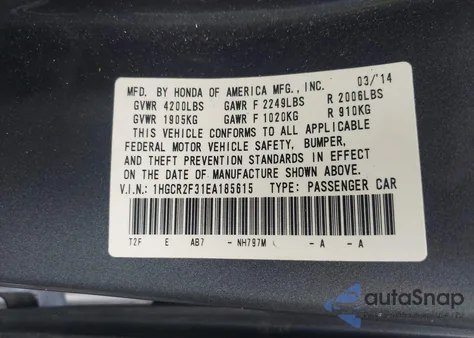 MFD. BY HONDA OF AMERICA MFG., INC. 03/'14
GVWR 4200LBS GAWR F 2249LBS R 2006LBS
GVWR 1905KG GAWR F 1020KG R 910KG
THIS VEHICLE CONFORMS TO ALL APPLICABLE
FEDERAL MOTOR VEHICLE SAFETY, BUMPER,
AND THEFT PREVENTION STANDARDS IN EFFECT
ON THE DATE OF MANUFACTURE SHOWN ABOVE.
V.I.N.: 1HGCR2F31EA185615 TYPE: PASSENGER CAR
T2F E AB7 -NH797M -A -A
autoSnap